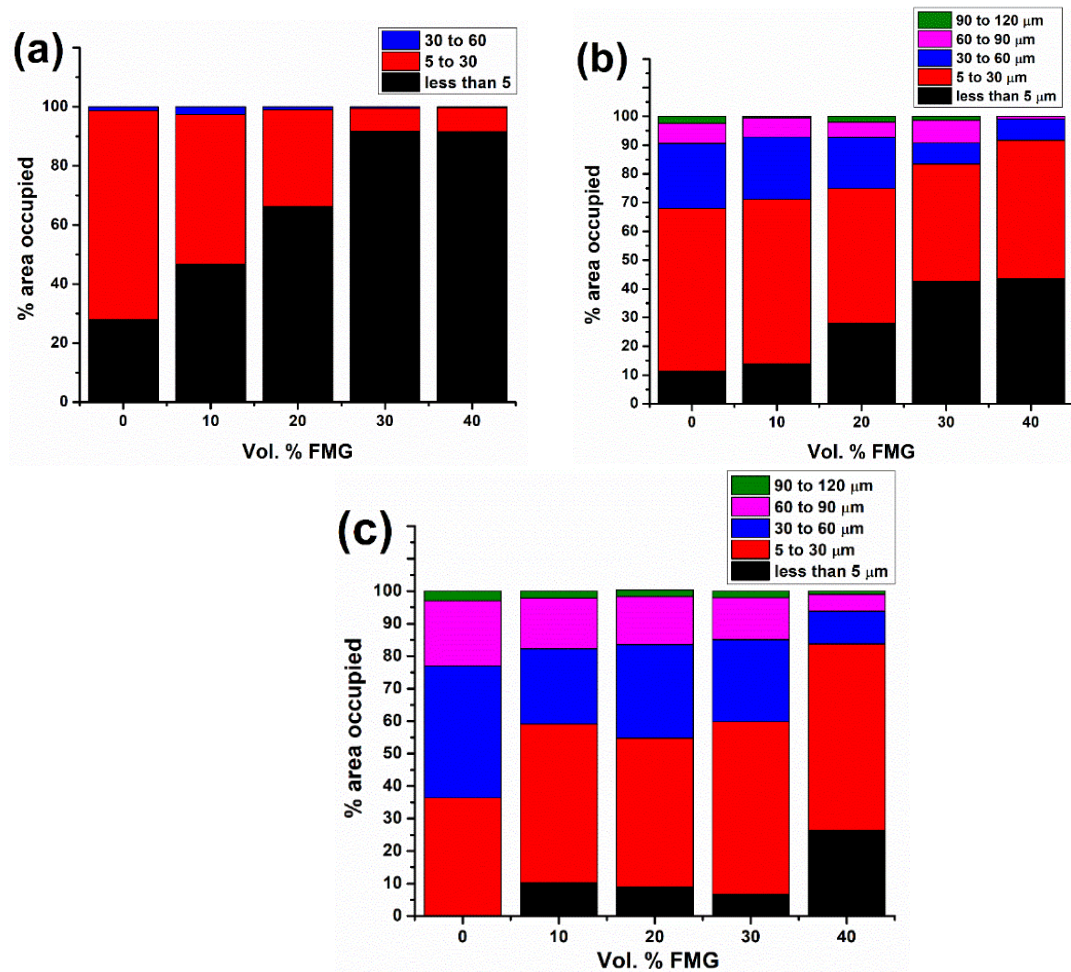 (a)
30 to 60
5 to 30
less than 5
% area occupied
100
80
60
40
20
0
0 10 20 30 40
Vol. % FMG
(b)
90 to 120 μm
60 to 90 μm
30 to 60 μm
5 to 30 μm
less than 5 μm
% area occupied
100
90
80
70
60
50
40
30
20
10
0
0 10 20 30 40
Vol. % FMG
(c)
90 to 120 μm
60 to 90 μm
30 to 60 μm
5 to 30 μm
less than 5 μm
% area occupied
100
90
80
70
60
50
40
30
20
10
0
0 10 20 30 40
Vol. % FMG